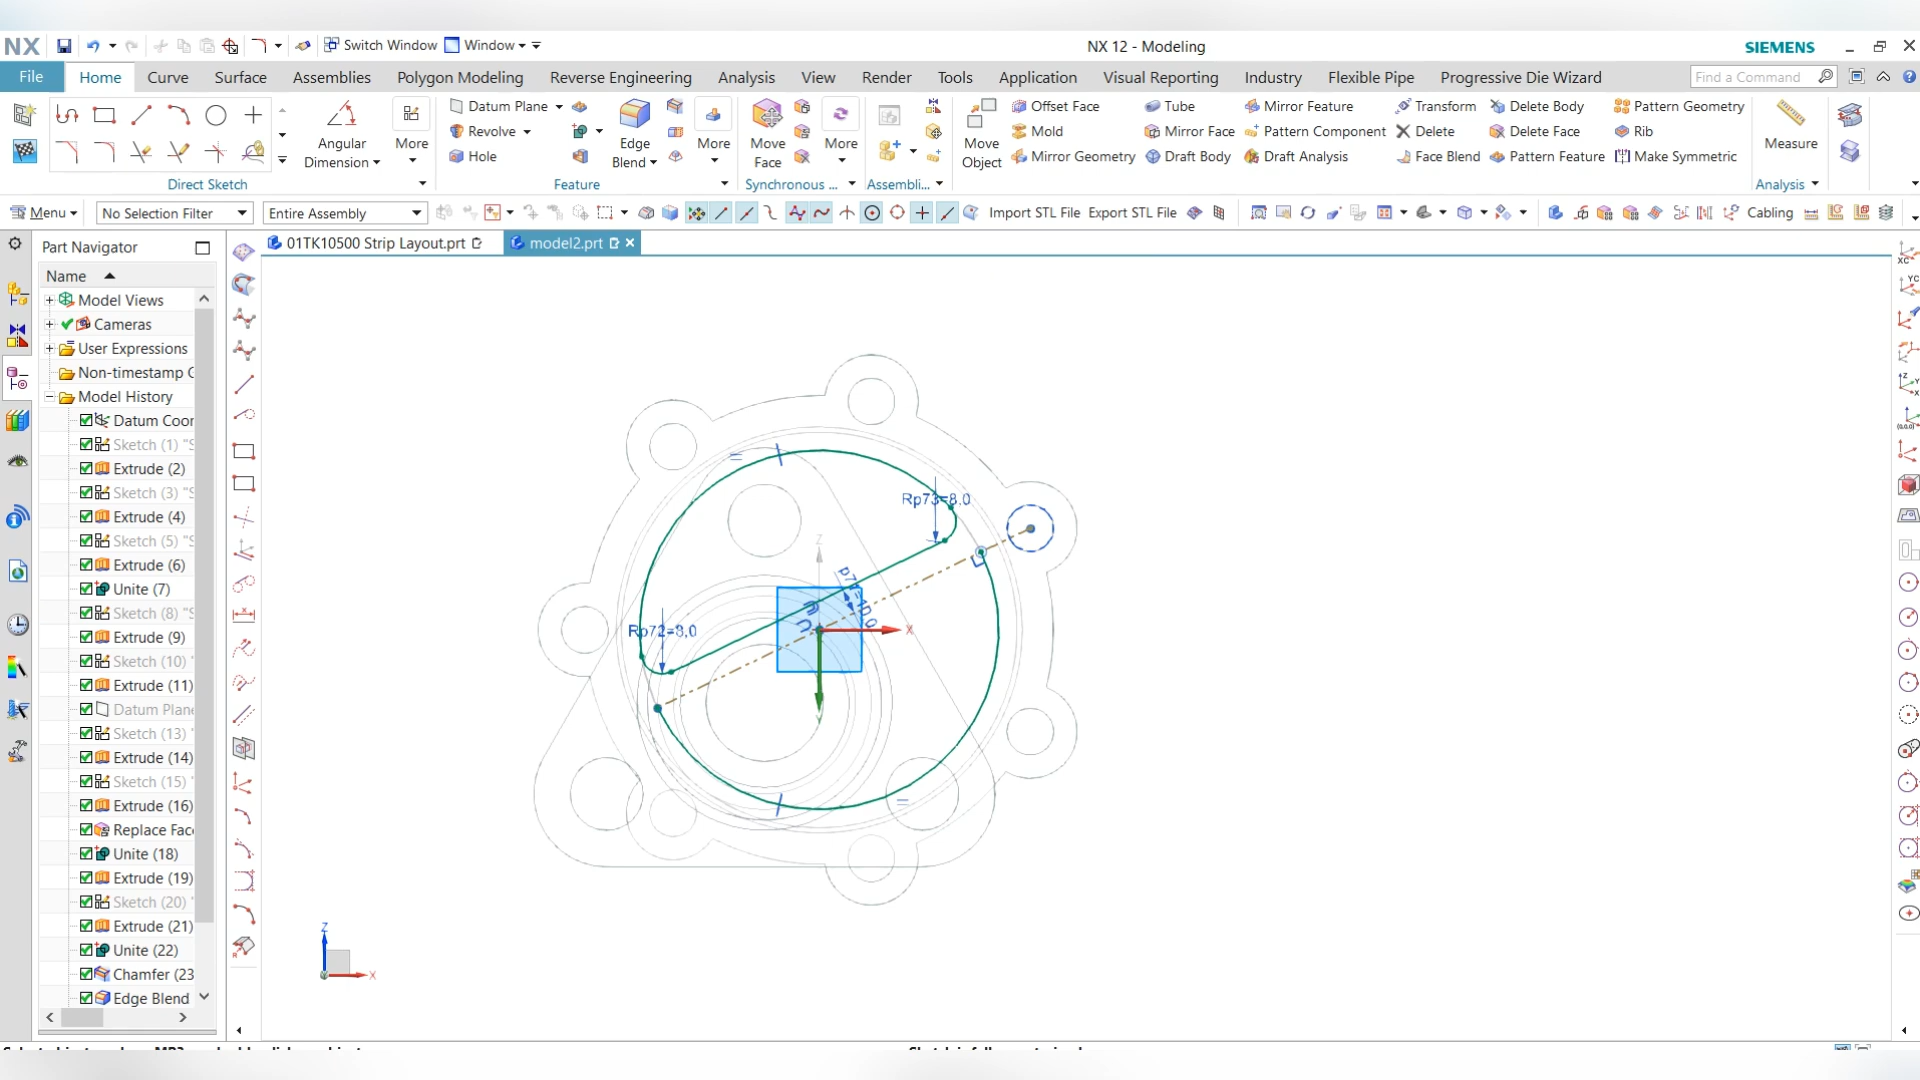 NX
Switch Window
Window
NX 12 - Modeling
SIEMENS
File
Home
Curve
Surface
Assemblies
Polygon Modeling
Reverse Engineering
Analysis
View
Render
Tools
Application
Visual Reporting
Industry
Flexible Pipe
Progressive Die Wizard
Find a Command
Angular
Dimension
More
Direct Sketch
Datum Plane
Revolve
Hole
Edge
Blend
More
Feature
Move
Face
More
Synchronous ...
Assembli...
Move
Object
Offset Face
Mold
Mirror Geometry
Tube
Mirror Face
Draft Body
Mirror Feature
Pattern Component
Draft Analysis
Transform
Delete
Face Blend
Delete Body
Delete Face
Pattern Feature
Pattern Geometry
Rib
Make Symmetric
Measure
Analysis
Menu
No Selection Filter
Entire Assembly
Import STL File
Export STL File
Cabling
Part Navigator
01TK10500 Strip Layout.prt
model2.prt
Name
Model Views
Cameras
User Expressions
Non-timestamp C
Model History
Datum Coor
Sketch (1) "S
Extrude (2)
Sketch (3) "S
Extrude (4)
Sketch (5) "S
Extrude (6)
Unite (7)
Sketch (8) "S
Extrude (9)
Sketch (10) "
Extrude (11)
Datum Plane
Sketch (13) '
Extrude (14)
Sketch (15) '
Extrude (16)
Replace Face
Unite (18)
Extrude (19)
Sketch (20) '
Extrude (21)
Unite (22)
Chamfer (23
Edge Blend
Rp73=8.0
Rp72=8.0
Z
X
Y
Z
X
XC
YC